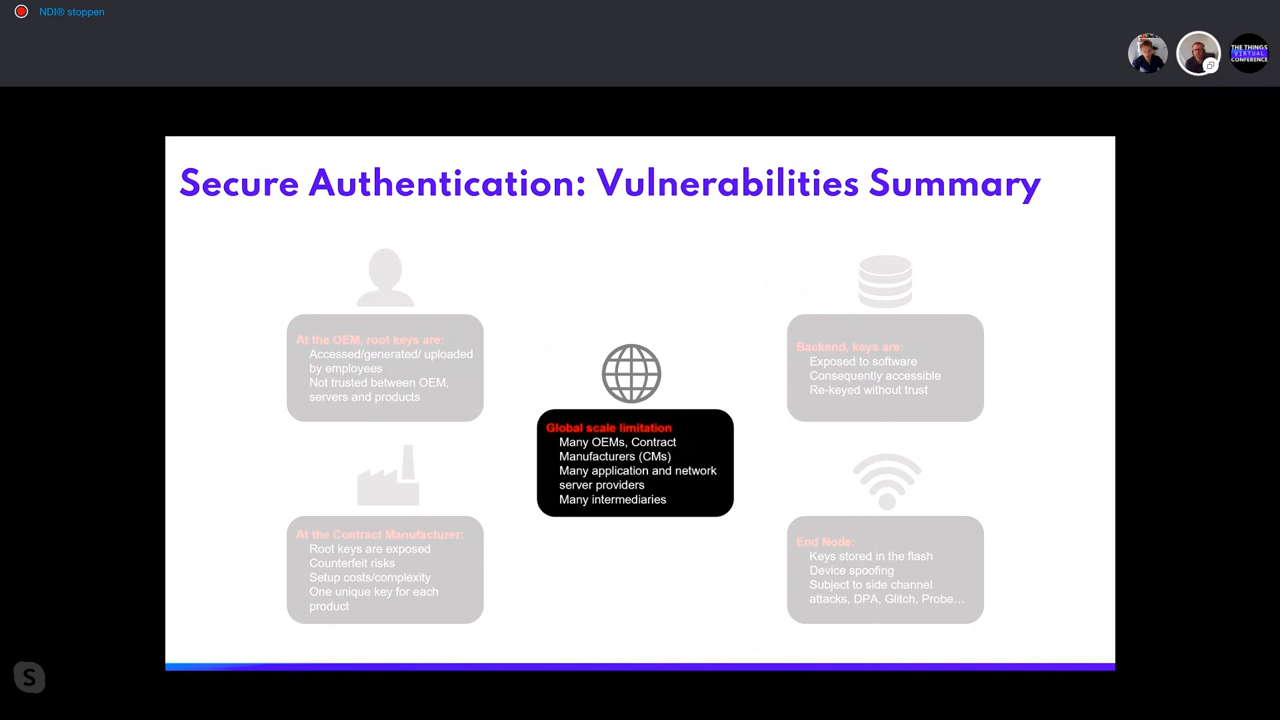 NDI® stoppen
THE THINGS
VIRTUAL
CONFERENCE
Secure Authentication: Vulnerabilities Summary
At the OEM, root keys are:
Accessed/generated/ uploaded
by employees
Not trusted between OEM,
servers and products
Backend, keys are:
Exposed to software
Consequently accessible
Re-keyed without trust
Global scale limitation
Many OEMs, Contract
Manufacturers (CMs)
Many application and network
server providers
Many intermediaries
At the Contract Manufacturer:
Root keys are exposed
Counterfeit risks
Setup costs/complexity
One unique key for each
product
End Node:
Keys stored in the flash
Device spoofing
Subject to side channel
attacks, DPA, Glitch, Probe…
S